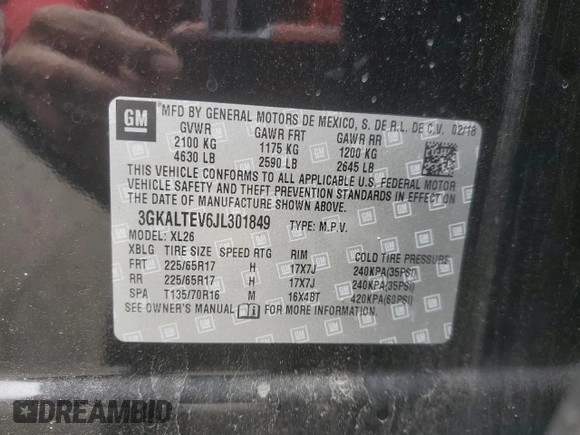 GM
MFD BY GENERAL MOTORS DE MEXICO, S. DE R.L. DE C.V. 02/18
GVWR GAWR FRT GAWR RR
2100 KG 1175 KG 1200 KG
4630 LB 2590 LB 2645 LB
THIS VEHICLE CONFORMS TO ALL APPLICABLE U.S. FEDERAL MOTOR
VEHICLE SAFETY AND THEFT PREVENTION STANDARDS IN EFFECT ON
THE DATE OF MANUFACTURE SHOWN ABOVE.
3GKALTEV6JL301849 TYPE: M.P.V.
MODEL: XL26
XBLG TIRE SIZE SPEED RTG RIM COLD TIRE PRESSURE
FRT 225/65R17 H 17X7J 240KPA(35PSI)
RR 225/65R17 H 17X7J 240KPA(35PSI)
SPA T135/70R16 M 16X4BT 420KPA(60PSI)
SEE OWNER'S MANUAL FOR MORE INFORMATION.
DREAMBID